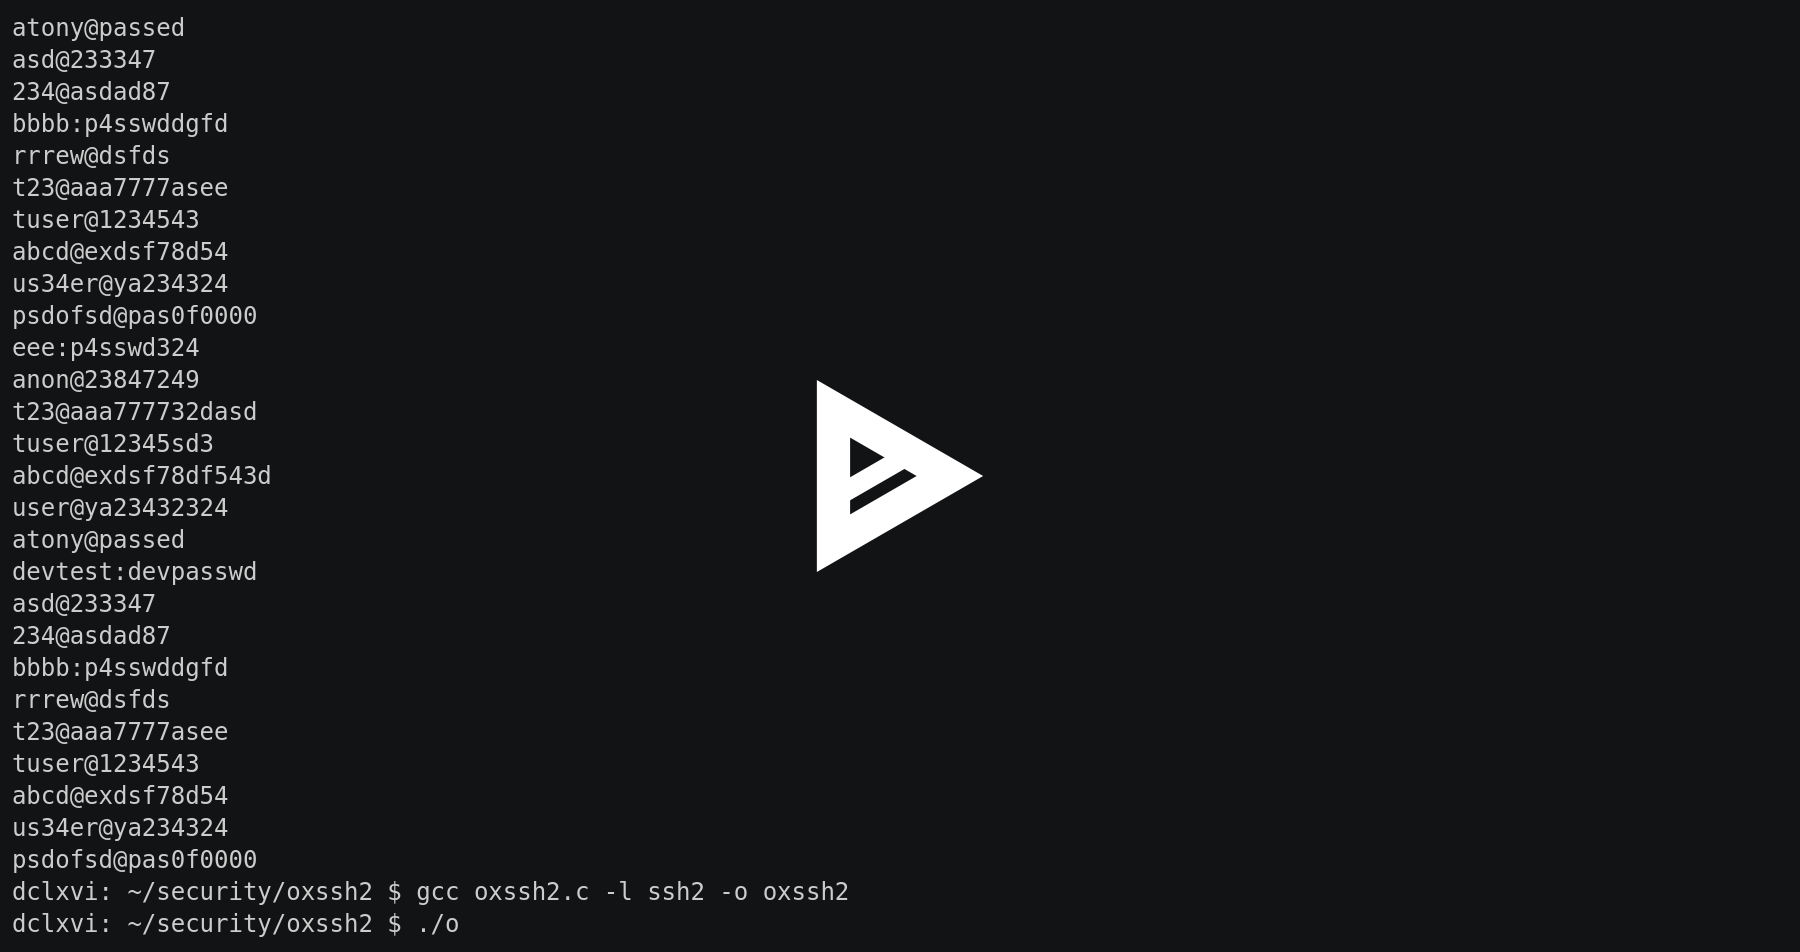 atony@passed
asd@233347
234@asdad87
bbbb:p4sswddgfd
rrrew@dsfds
t23@aaa7777asee
tuser@1234543
abcd@exdsf78d54
us34er@ya234324
psdofsd@pas0f0000
eee:p4sswd324
anon@23847249
t23@aaa777732dasd
tuser@12345sd3
abcd@exdsf78df543d
user@ya23432324
atony@passed
devtest:devpasswd
asd@233347
234@asdad87
bbbb:p4sswddgfd
rrrew@dsfds
t23@aaa7777asee
tuser@1234543
abcd@exdsf78d54
us34er@ya234324
psdofsd@pas0f0000
dclxvi: ~/security/oxssh2 $ gcc oxssh2.c -l ssh2 -o oxssh2
dclxvi: ~/security/oxssh2 $ ./o